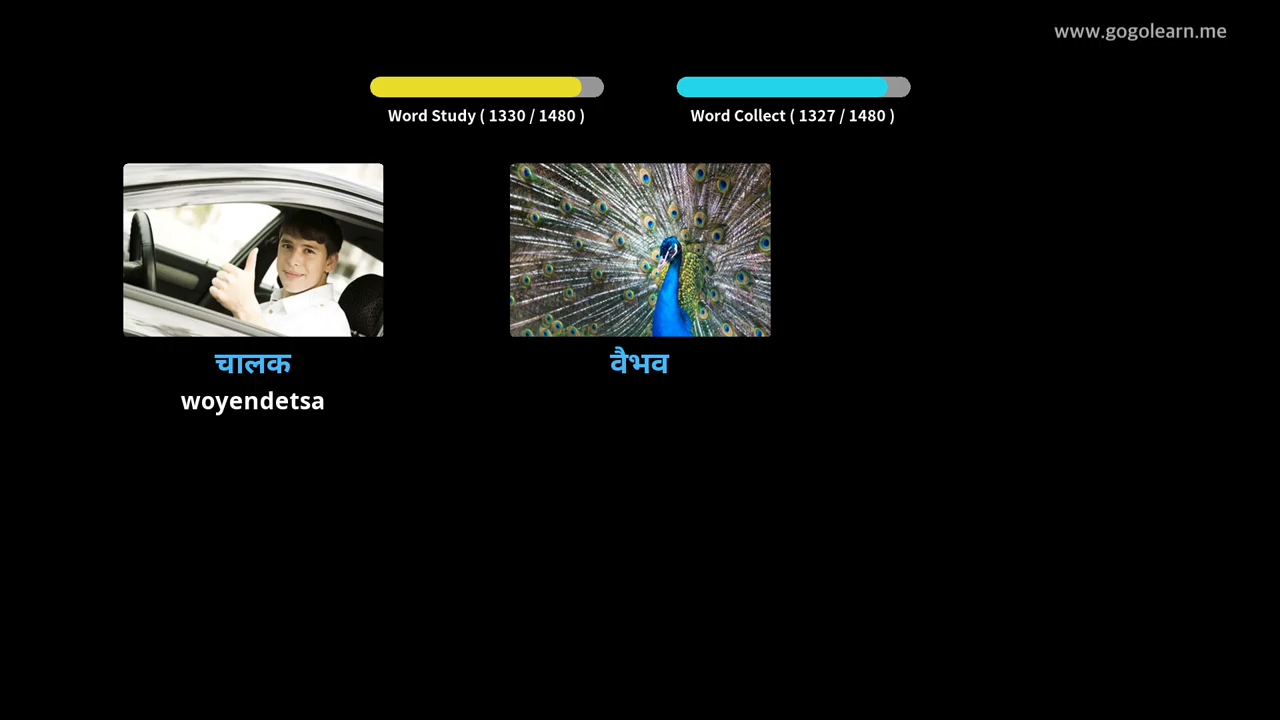 www.gogolearn.me
Word Study ( 1330 / 1480 )
Word Collect ( 1327 / 1480 )
चालक
वैभव
woyendetsa